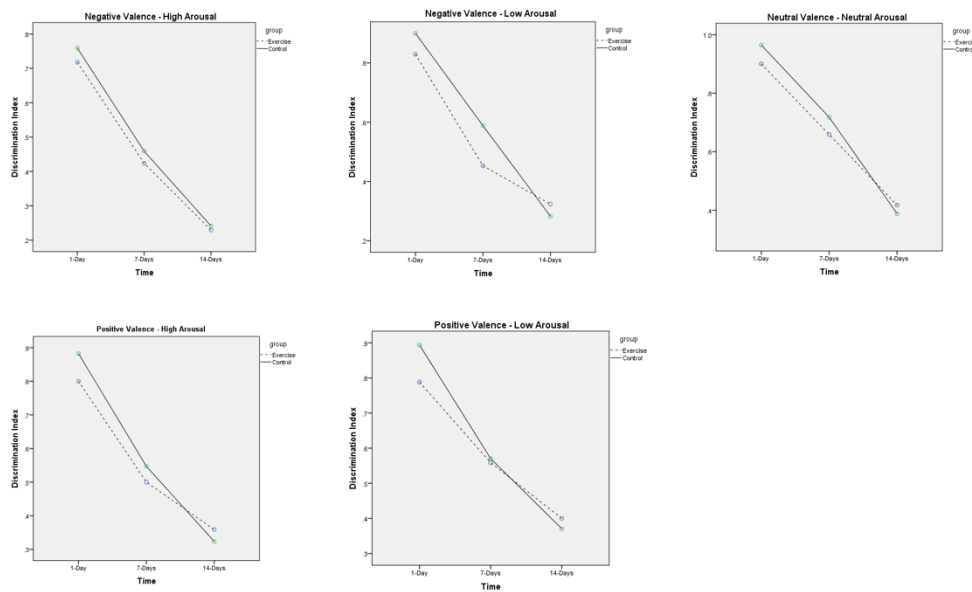 Negative Valence - High Arousal
group
Exercise
Control
Discrimination Index
.8
.7
.6
.5
.4
.3
.2
1-Day
7-Days
14-Days
Time
Negative Valence - Low Arousal
group
Exercise
Control
Discrimination Index
.8
.6
.4
.2
1-Day
7-Days
14-Days
Time
Neutral Valence - Neutral Arousal
group
Exercise
Control
Discrimination Index
1.0
.8
.6
.4
1-Day
7-Days
14-Days
Time
Positive Valence - High Arousal
group
Exercise
Control
Discrimination Index
.9
.8
.7
.6
.5
.4
.3
1-Day
7-Days
14-Days
Time
Positive Valence - Low Arousal
group
Exercise
Control
Discrimination Index
.9
.8
.7
.6
.5
.4
.3
1-Day
7-Days
14-Days
Time